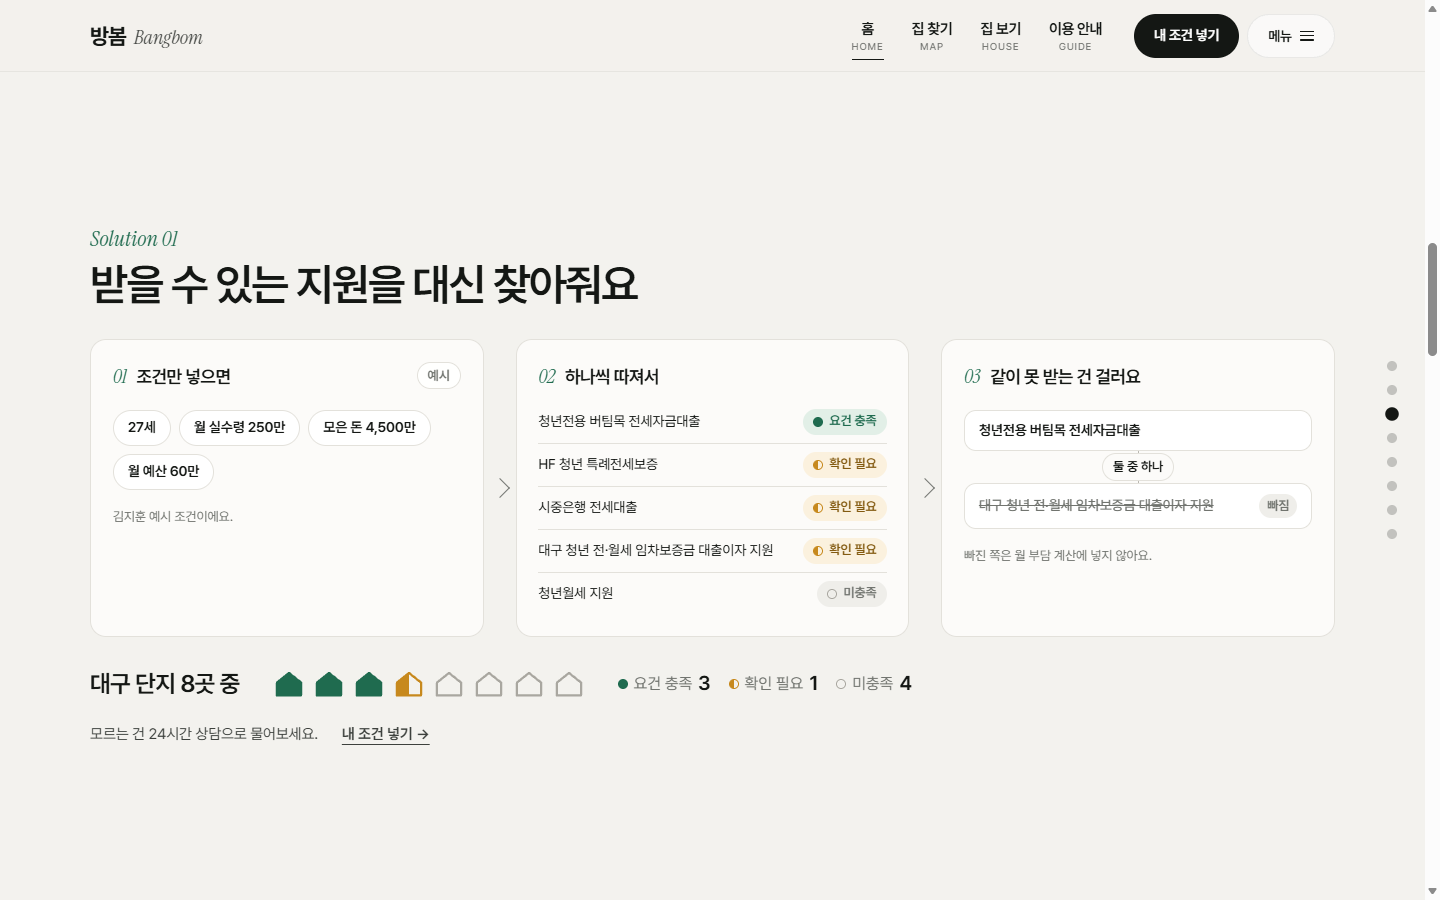 방봄 Bangbom
홈 집 찾기 집 보기 이용 안내
HOME MAP HOUSE GUIDE
내 조건 넣기
메뉴
Solution 01
받을 수 있는 지원을 대신 찾아줘요
01 조건만 넣으면
예시
27세 월 실수령 250만 모은 돈 4,500만
월 예산 60만
김지훈 예시 조건이에요.
02 하나씩 따져서
청년전용 버팀목 전세자금대출 요건 충족
HF 청년 특례전세보증 확인 필요
시중은행 전세대출 확인 필요
대구 청년 전·월세 임차보증금 대출이자 지원 확인 필요
청년월세 지원 미충족
03 같이 못 받는 건 걸러요
청년전용 버팀목 전세자금대출
둘 중 하나
대구 청년 전·월세 임차보증금 대출이자 지원 빠짐
빠진 쪽은 월 부담 계산에 넣지 않아요.
대구 단지 8곳 중 요건 충족 3 확인 필요 1 미충족 4
모르는 건 24시간 상담으로 물어보세요. 내 조건 넣기 →